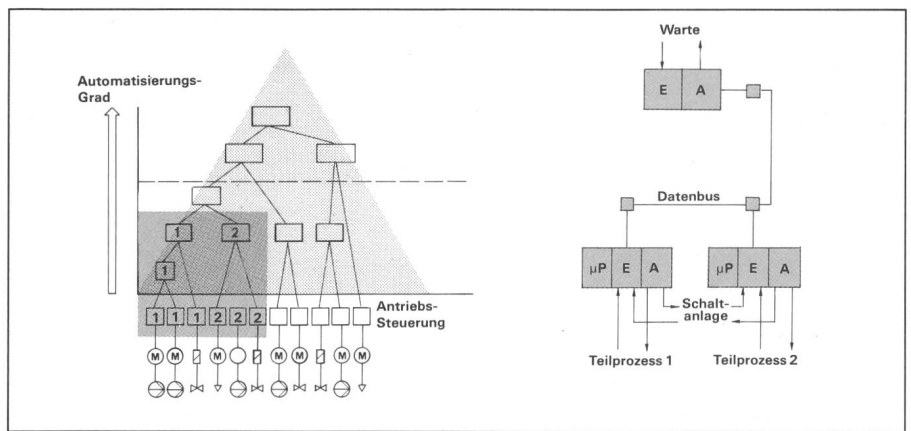 Automatisierungs-
Grad
1
2
1
1 1 1 2 2 2
Antriebs-
Steuerung
M M M M M M
Warte
E A
Datenbus
µP E A
µP E A
Schalt-
anlage
Teilprozess 1
Teilprozess 2